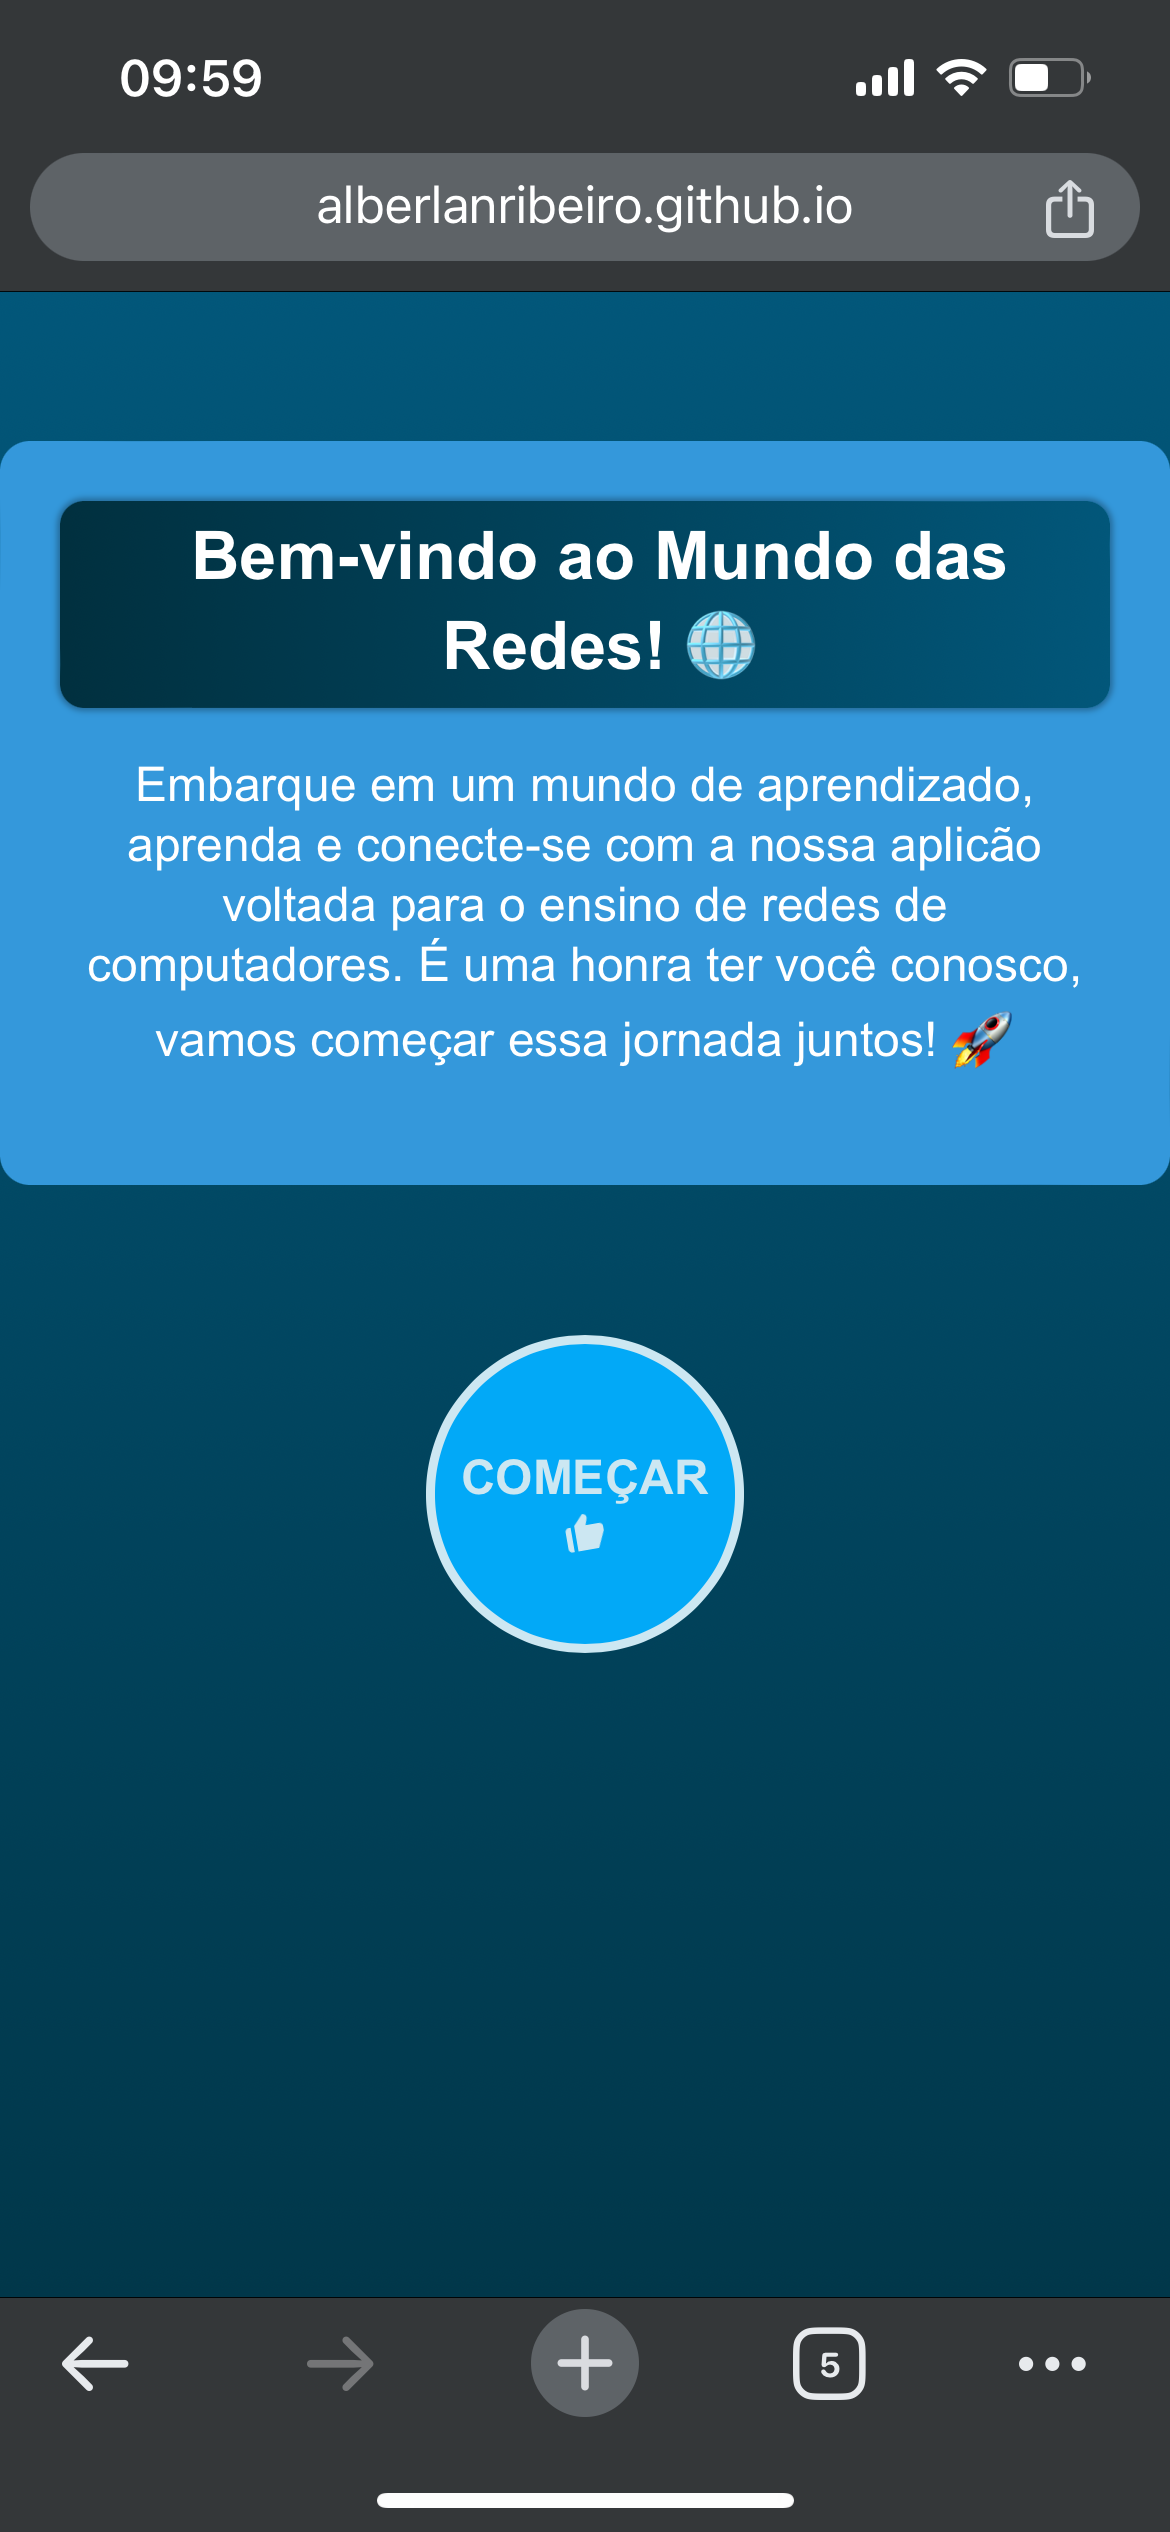 09:59
alberlanribeiro.github.io
Bem-vindo ao Mundo das
Redes! 🌐
Embarque em um mundo de aprendizado,
aprenda e conecte-se com a nossa aplicão
voltada para o ensino de redes de
computadores. É uma honra ter você conosco,
vamos começar essa jornada juntos! 🚀
COMEÇAR
5